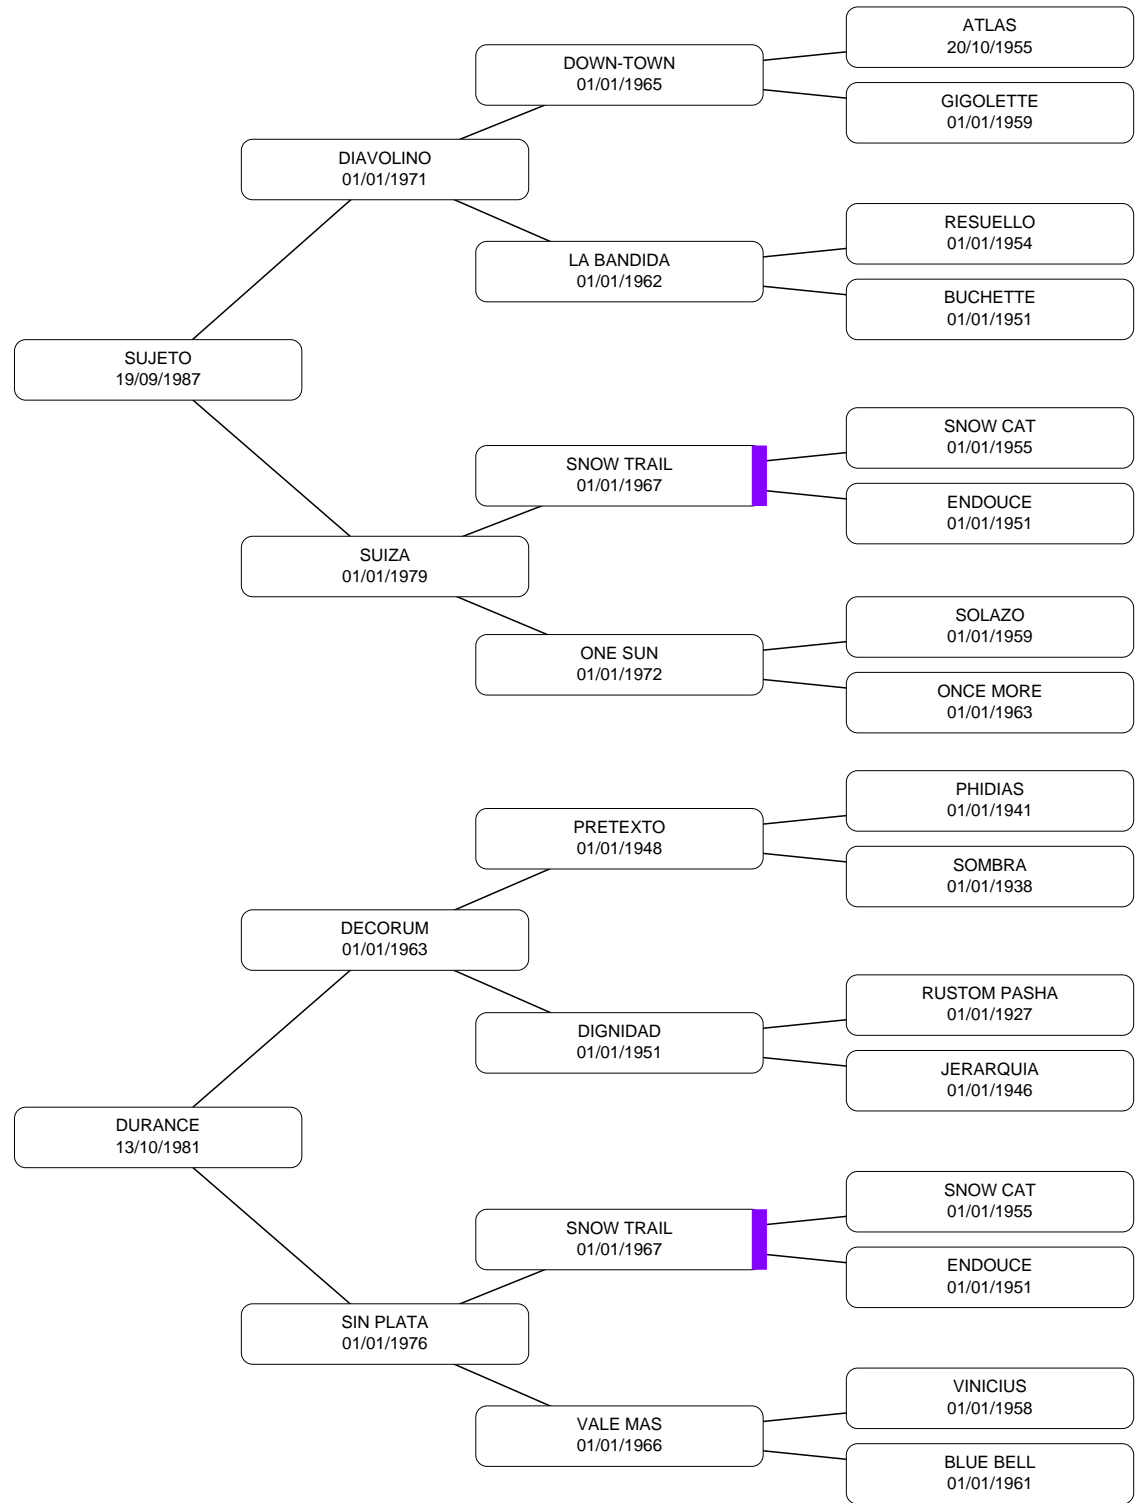 ATLAS
20/10/1955
DOWN-TOWN
01/01/1965
GIGOLETTE
01/01/1959
DIAVOLINO
01/01/1971
RESUELLO
01/01/1954
LA BANDIDA
01/01/1962
BUCHETTE
01/01/1951
SUJETO
19/09/1987
SNOW CAT
01/01/1955
SNOW TRAIL
01/01/1967
ENDOUCE
01/01/1951
SUIZA
01/01/1979
SOLAZO
01/01/1959
ONE SUN
01/01/1972
ONCE MORE
01/01/1963
PHIDIAS
01/01/1941
PRETEXTO
01/01/1948
SOMBRA
01/01/1938
DECORUM
01/01/1963
RUSTOM PASHA
01/01/1927
DIGNIDAD
01/01/1951
JERARQUIA
01/01/1946
DURANCE
13/10/1981
SNOW CAT
01/01/1955
SNOW TRAIL
01/01/1967
ENDOUCE
01/01/1951
SIN PLATA
01/01/1976
VINICIUS
01/01/1958
VALE MAS
01/01/1966
BLUE BELL
01/01/1961